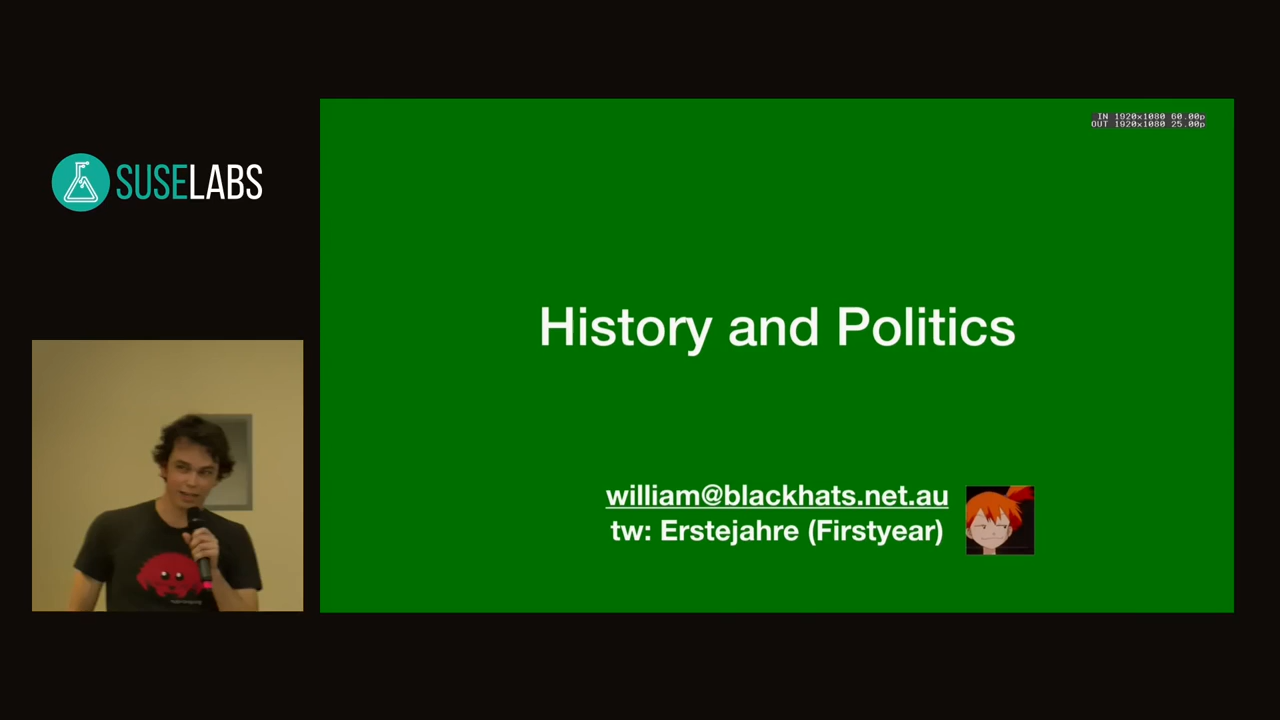 IN 1920x1080 60.00p
OUT 1920x1080 25.00p
SUSELABS
History and Politics
william@blackhats.net.au
tw: Erstejahre (Firstyear)